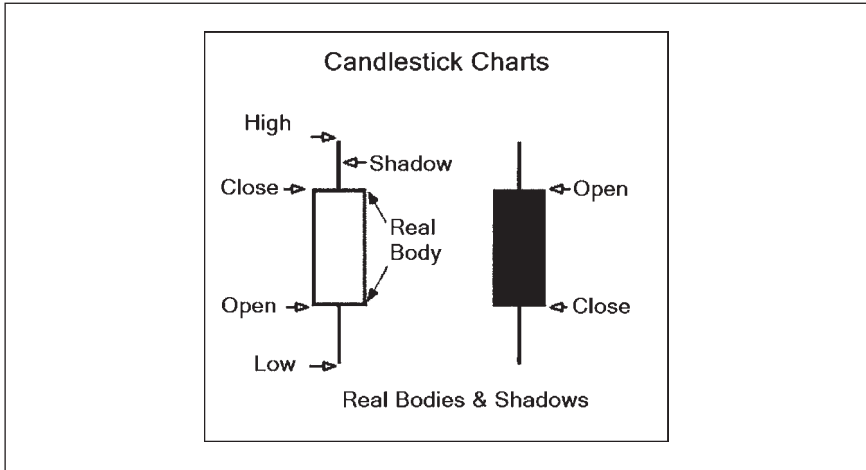 Candlestick Charts
High
Shadow
Close
Open
Real
Body
Open
Close
Low
Real Bodies & Shadows